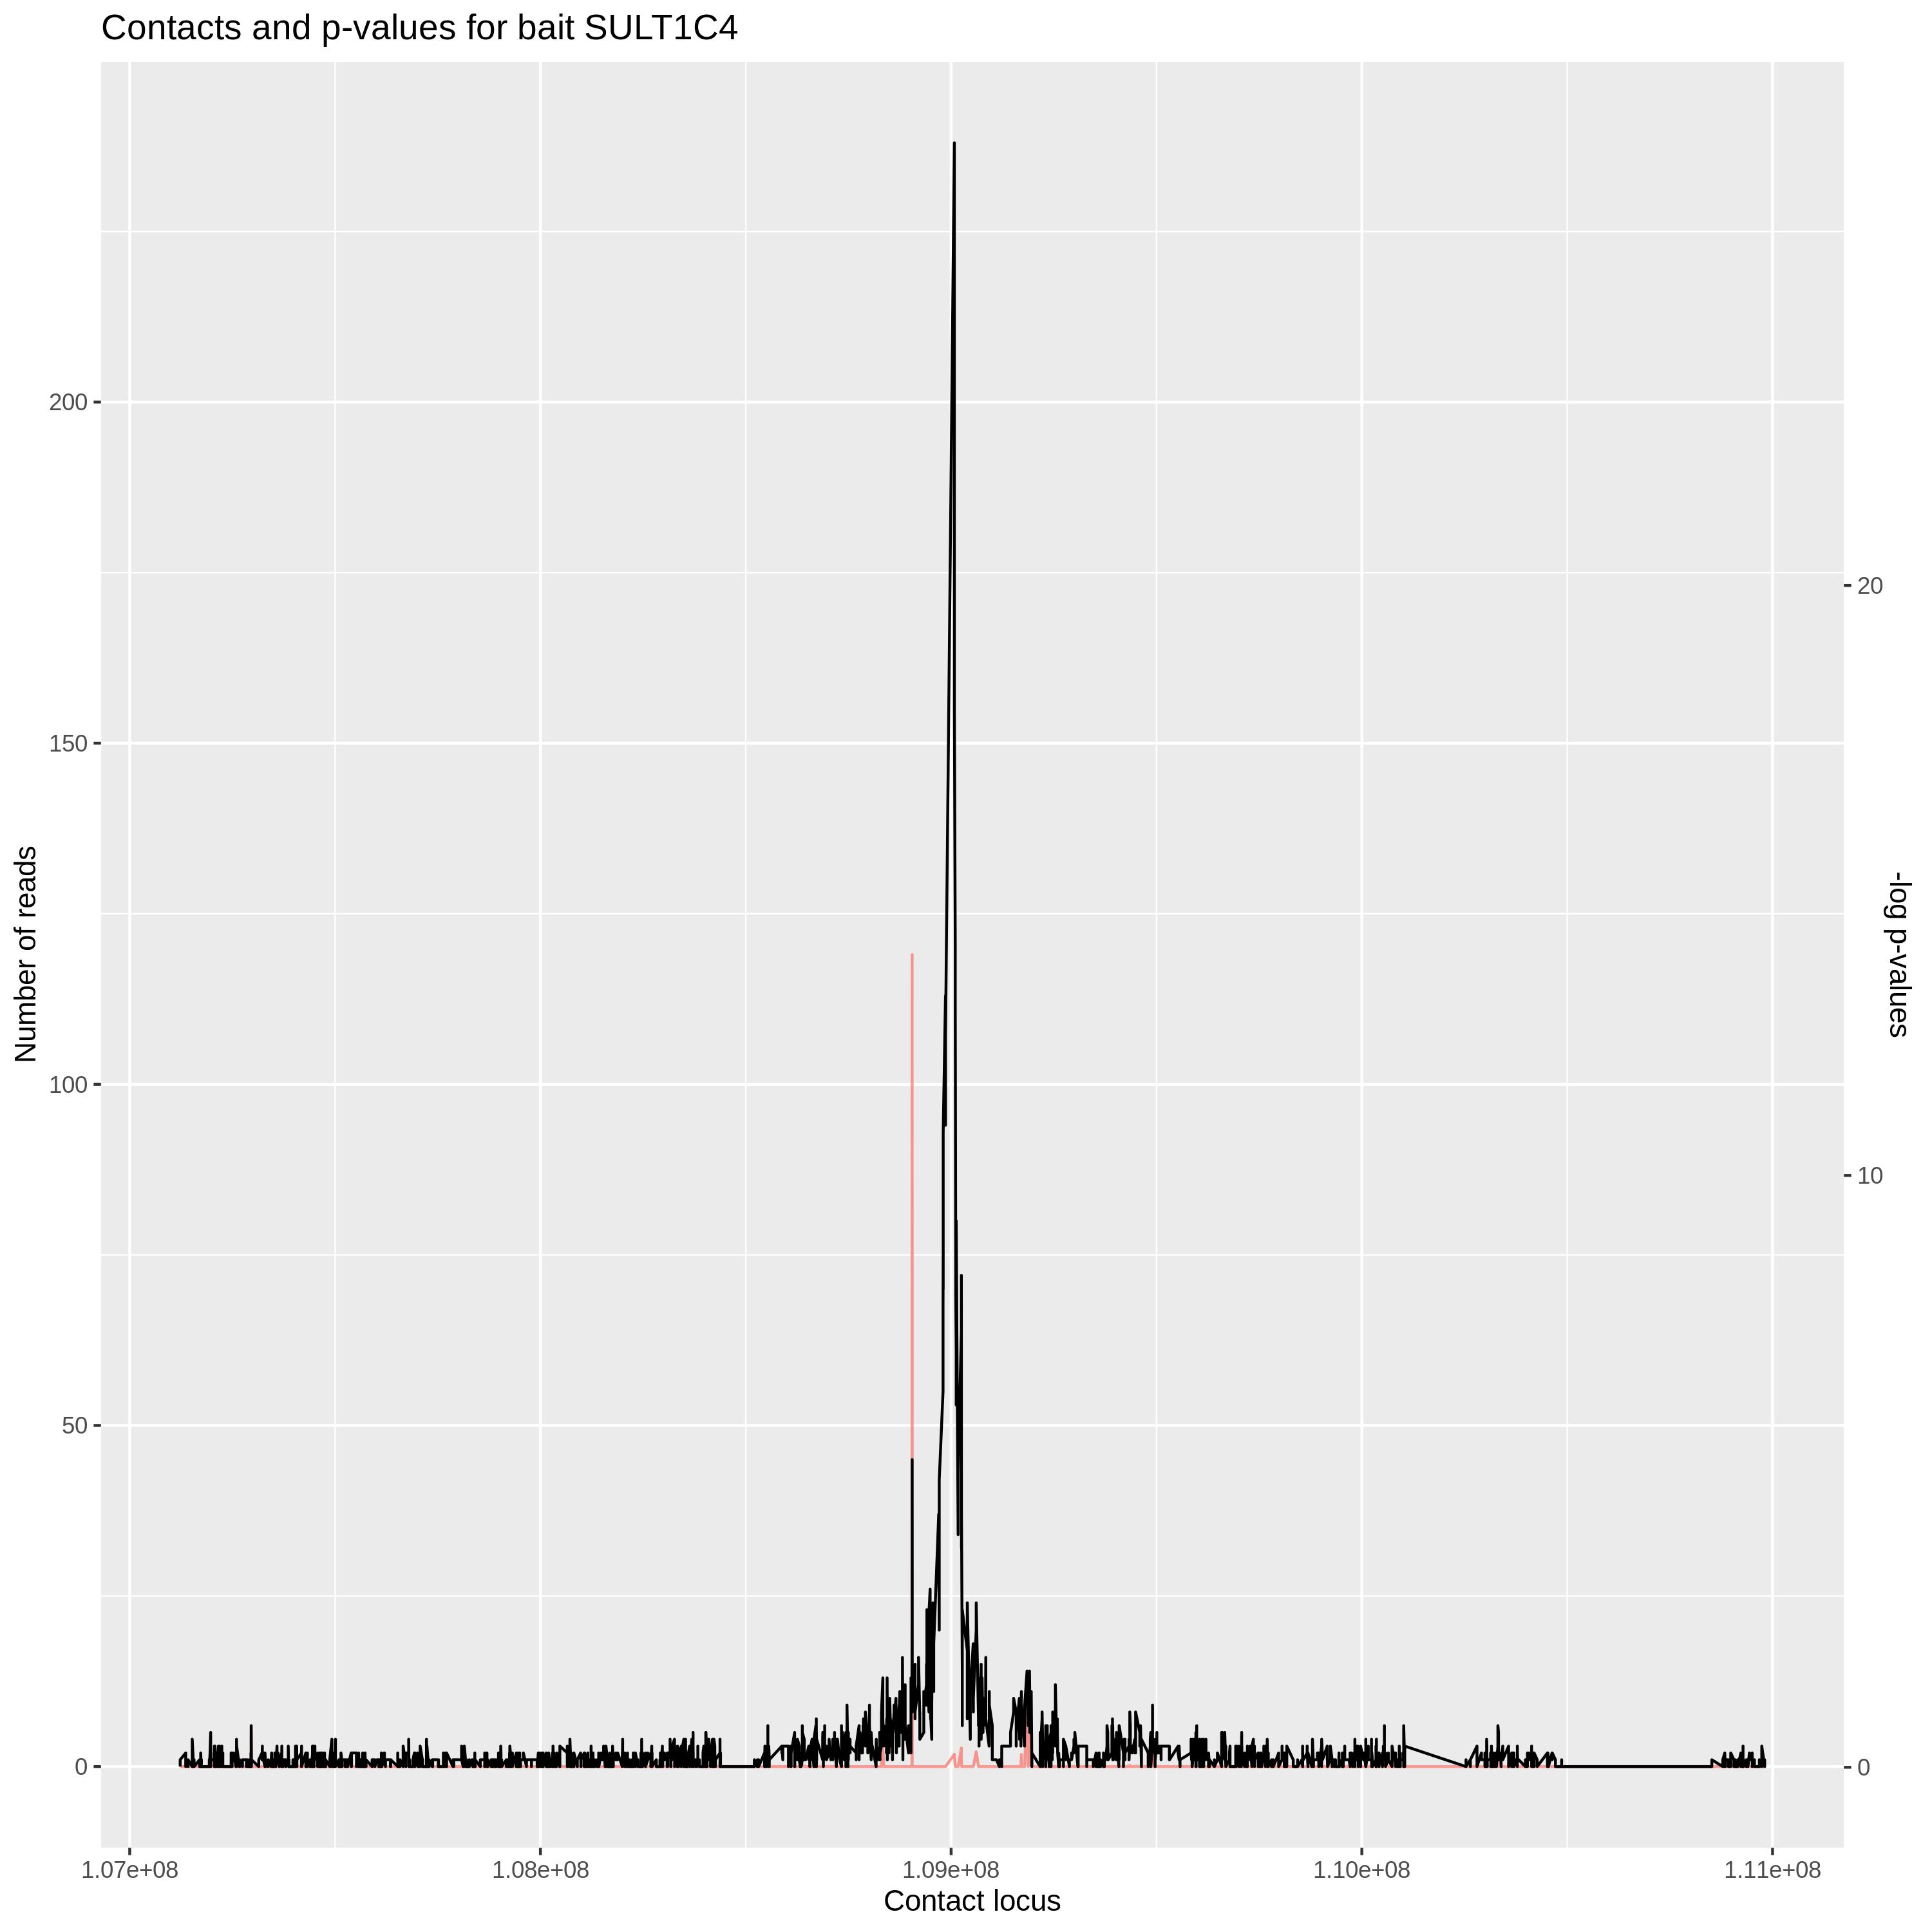 Contacts and p-values for bait SULT1C4
200
150
100
50
0
Number of reads
20
10
0
-log p-values
1.07e+08 1.08e+08 1.09e+08 1.10e+08 1.11e+08
Contact locus